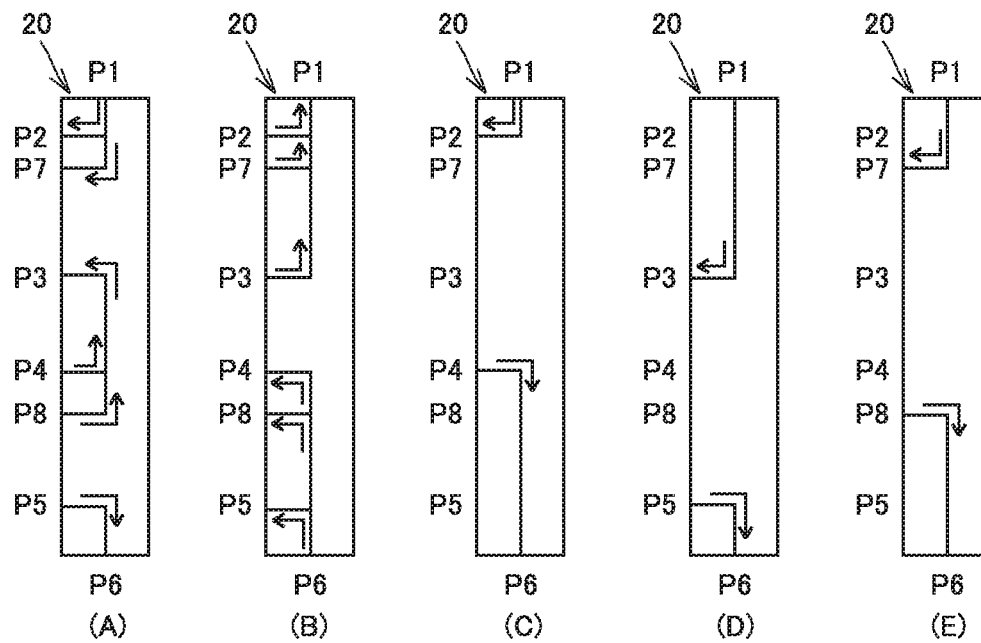 20 20 20 20 20
P1 P1 P1 P1 P1
P2 P2 P2 P2 P2
P7 P7 P7 P7 P7
P3 P3 P3 P3 P3
P4 P4 P4 P4 P4
P8 P8 P8 P8 P8
P5 P5 P5 P5 P5
P6 P6 P6 P6 P6
(A) (B) (C) (D) (E)